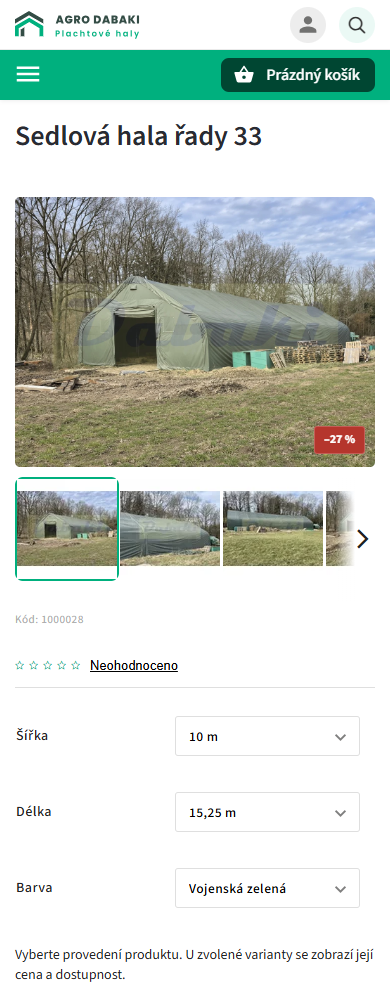 AGRO DABAKI
Plachtové haly
Prázdný košík
Sedlová hala řady 33
Dabaki
–27 %
Kód: 1000028
Neohodnoceno
Šířka
10 m
Délka
15,25 m
Barva
Vojenská zelená
Vyberte provedení produktu. U zvolené varianty se zobrazí její
cena a dostupnost.